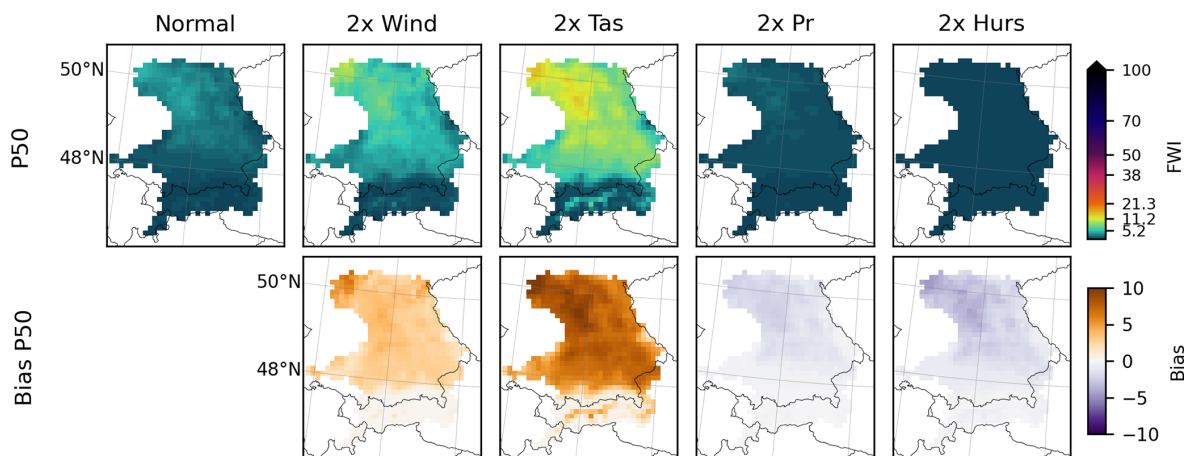 Normal
2x Wind
2x Tas
2x Pr
2x Hurs
P50
50°N
48°N
100
70
50
38
21.3
11.2
5.2
FWI
Bias P50
50°N
48°N
10
5
0
−5
−10
Bias